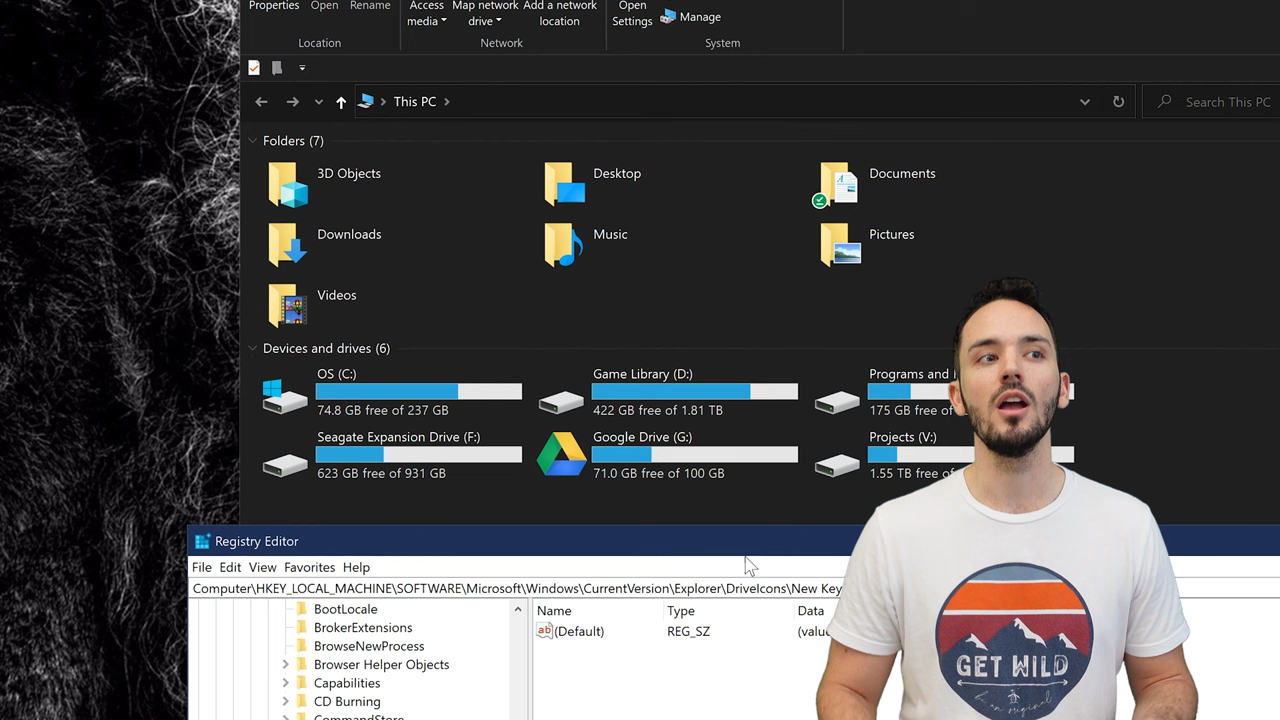 Properties Open Rename Access media Map network drive Add a network location Open Settings Manage
Location Network System
This PC Search This PC
Folders (7)
3D Objects Desktop Documents
Downloads Music Pictures
Videos
Devices and drives (6)
OS (C:) Game Library (D:) Programs and
74.8 GB free of 237 GB 422 GB free of 1.81 TB 175 GB free of
Seagate Expansion Drive (F:) Google Drive (G:) Projects (V:)
623 GB free of 931 GB 71.0 GB free of 100 GB 1.55 TB free of
Registry Editor
File Edit View Favorites Help
Computer\HKEY_LOCAL_MACHINE\SOFTWARE\Microsoft\Windows\CurrentVersion\Explorer\DriveIcons\New Key
Name Type Data
BootLocale
(Default) REG_SZ
BrokerExtensions
BrowseNewProcess
Browser Helper Objects
Capabilities
CD Burning
CommandStore
GET WILD